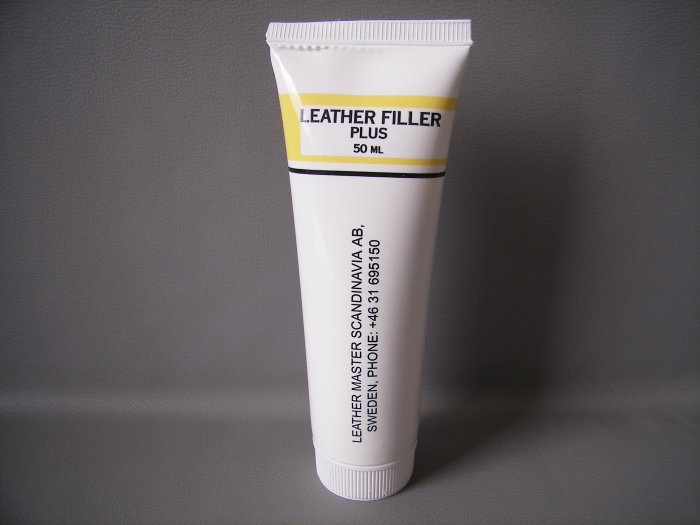 LEATHER FILLER
PLUS
50 ML
LEATHER MASTER SCANDINAVIA AB,
SWEDEN, PHONE: +46 31 695150